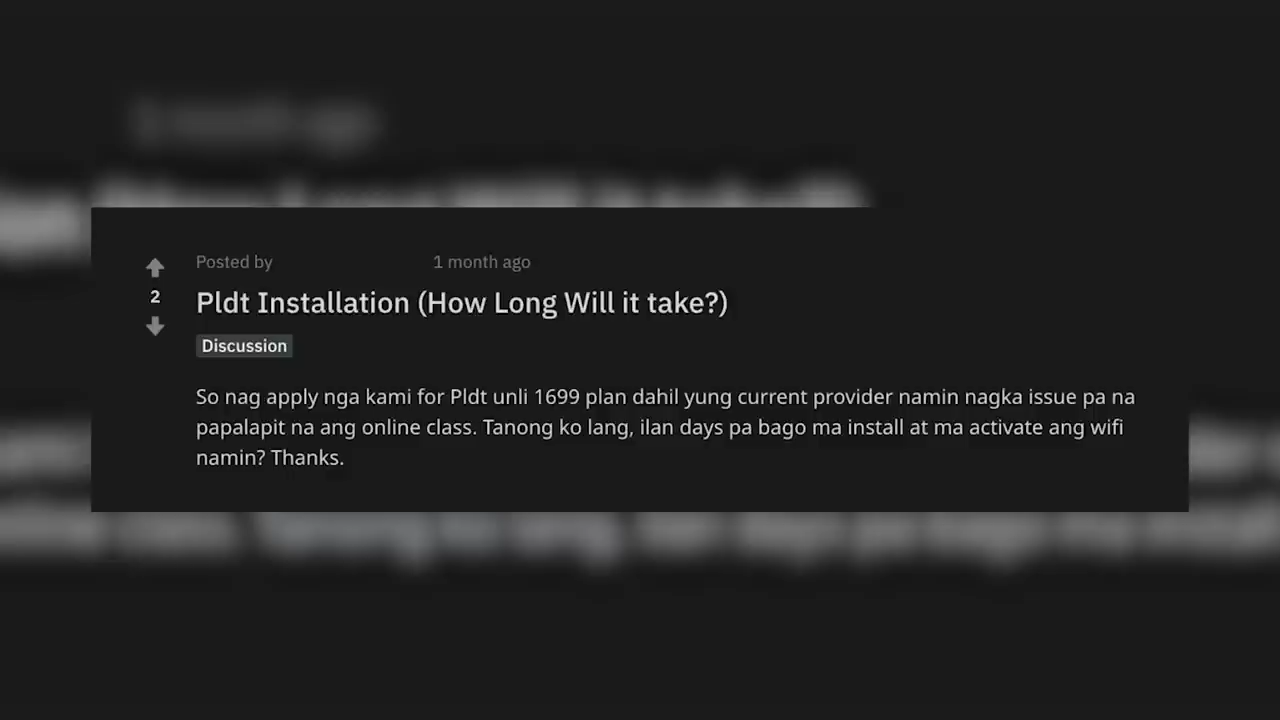 Posted by 1 month ago
2
Pldt Installation (How Long Will it take?)
Discussion
So nag apply nga kami for Pldt unli 1699 plan dahil yung current provider namin nagka issue pa na
papalapit na ang online class. Tanong ko lang, ilan days pa bago ma install at ma activate ang wifi
namin? Thanks.